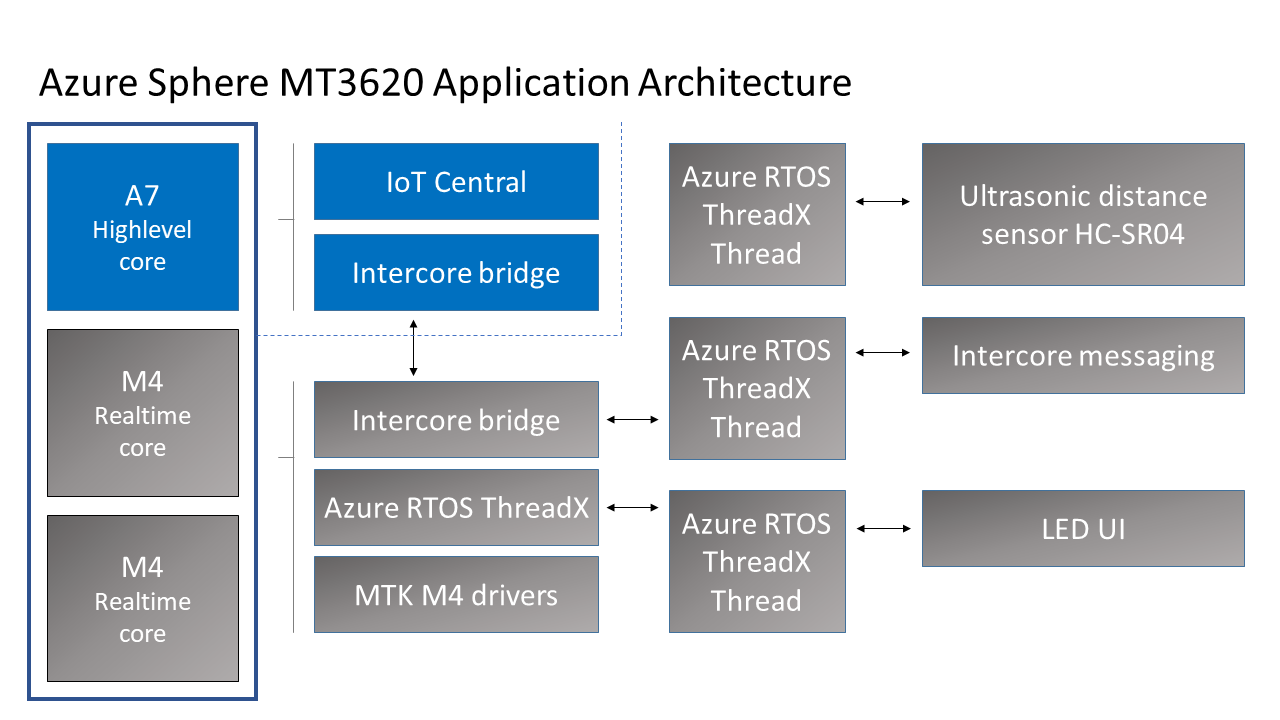 Azure Sphere MT3620 Application Architecture
A7
Highlevel
core
M4
Realtime
core
M4
Realtime
core
IoT Central
Intercore bridge
Intercore bridge
Azure RTOS ThreadX
MTK M4 drivers
Azure RTOS
ThreadX
Thread
Azure RTOS
ThreadX
Thread
Azure RTOS
ThreadX
Thread
Ultrasonic distance
sensor HC-SR04
Intercore messaging
LED UI